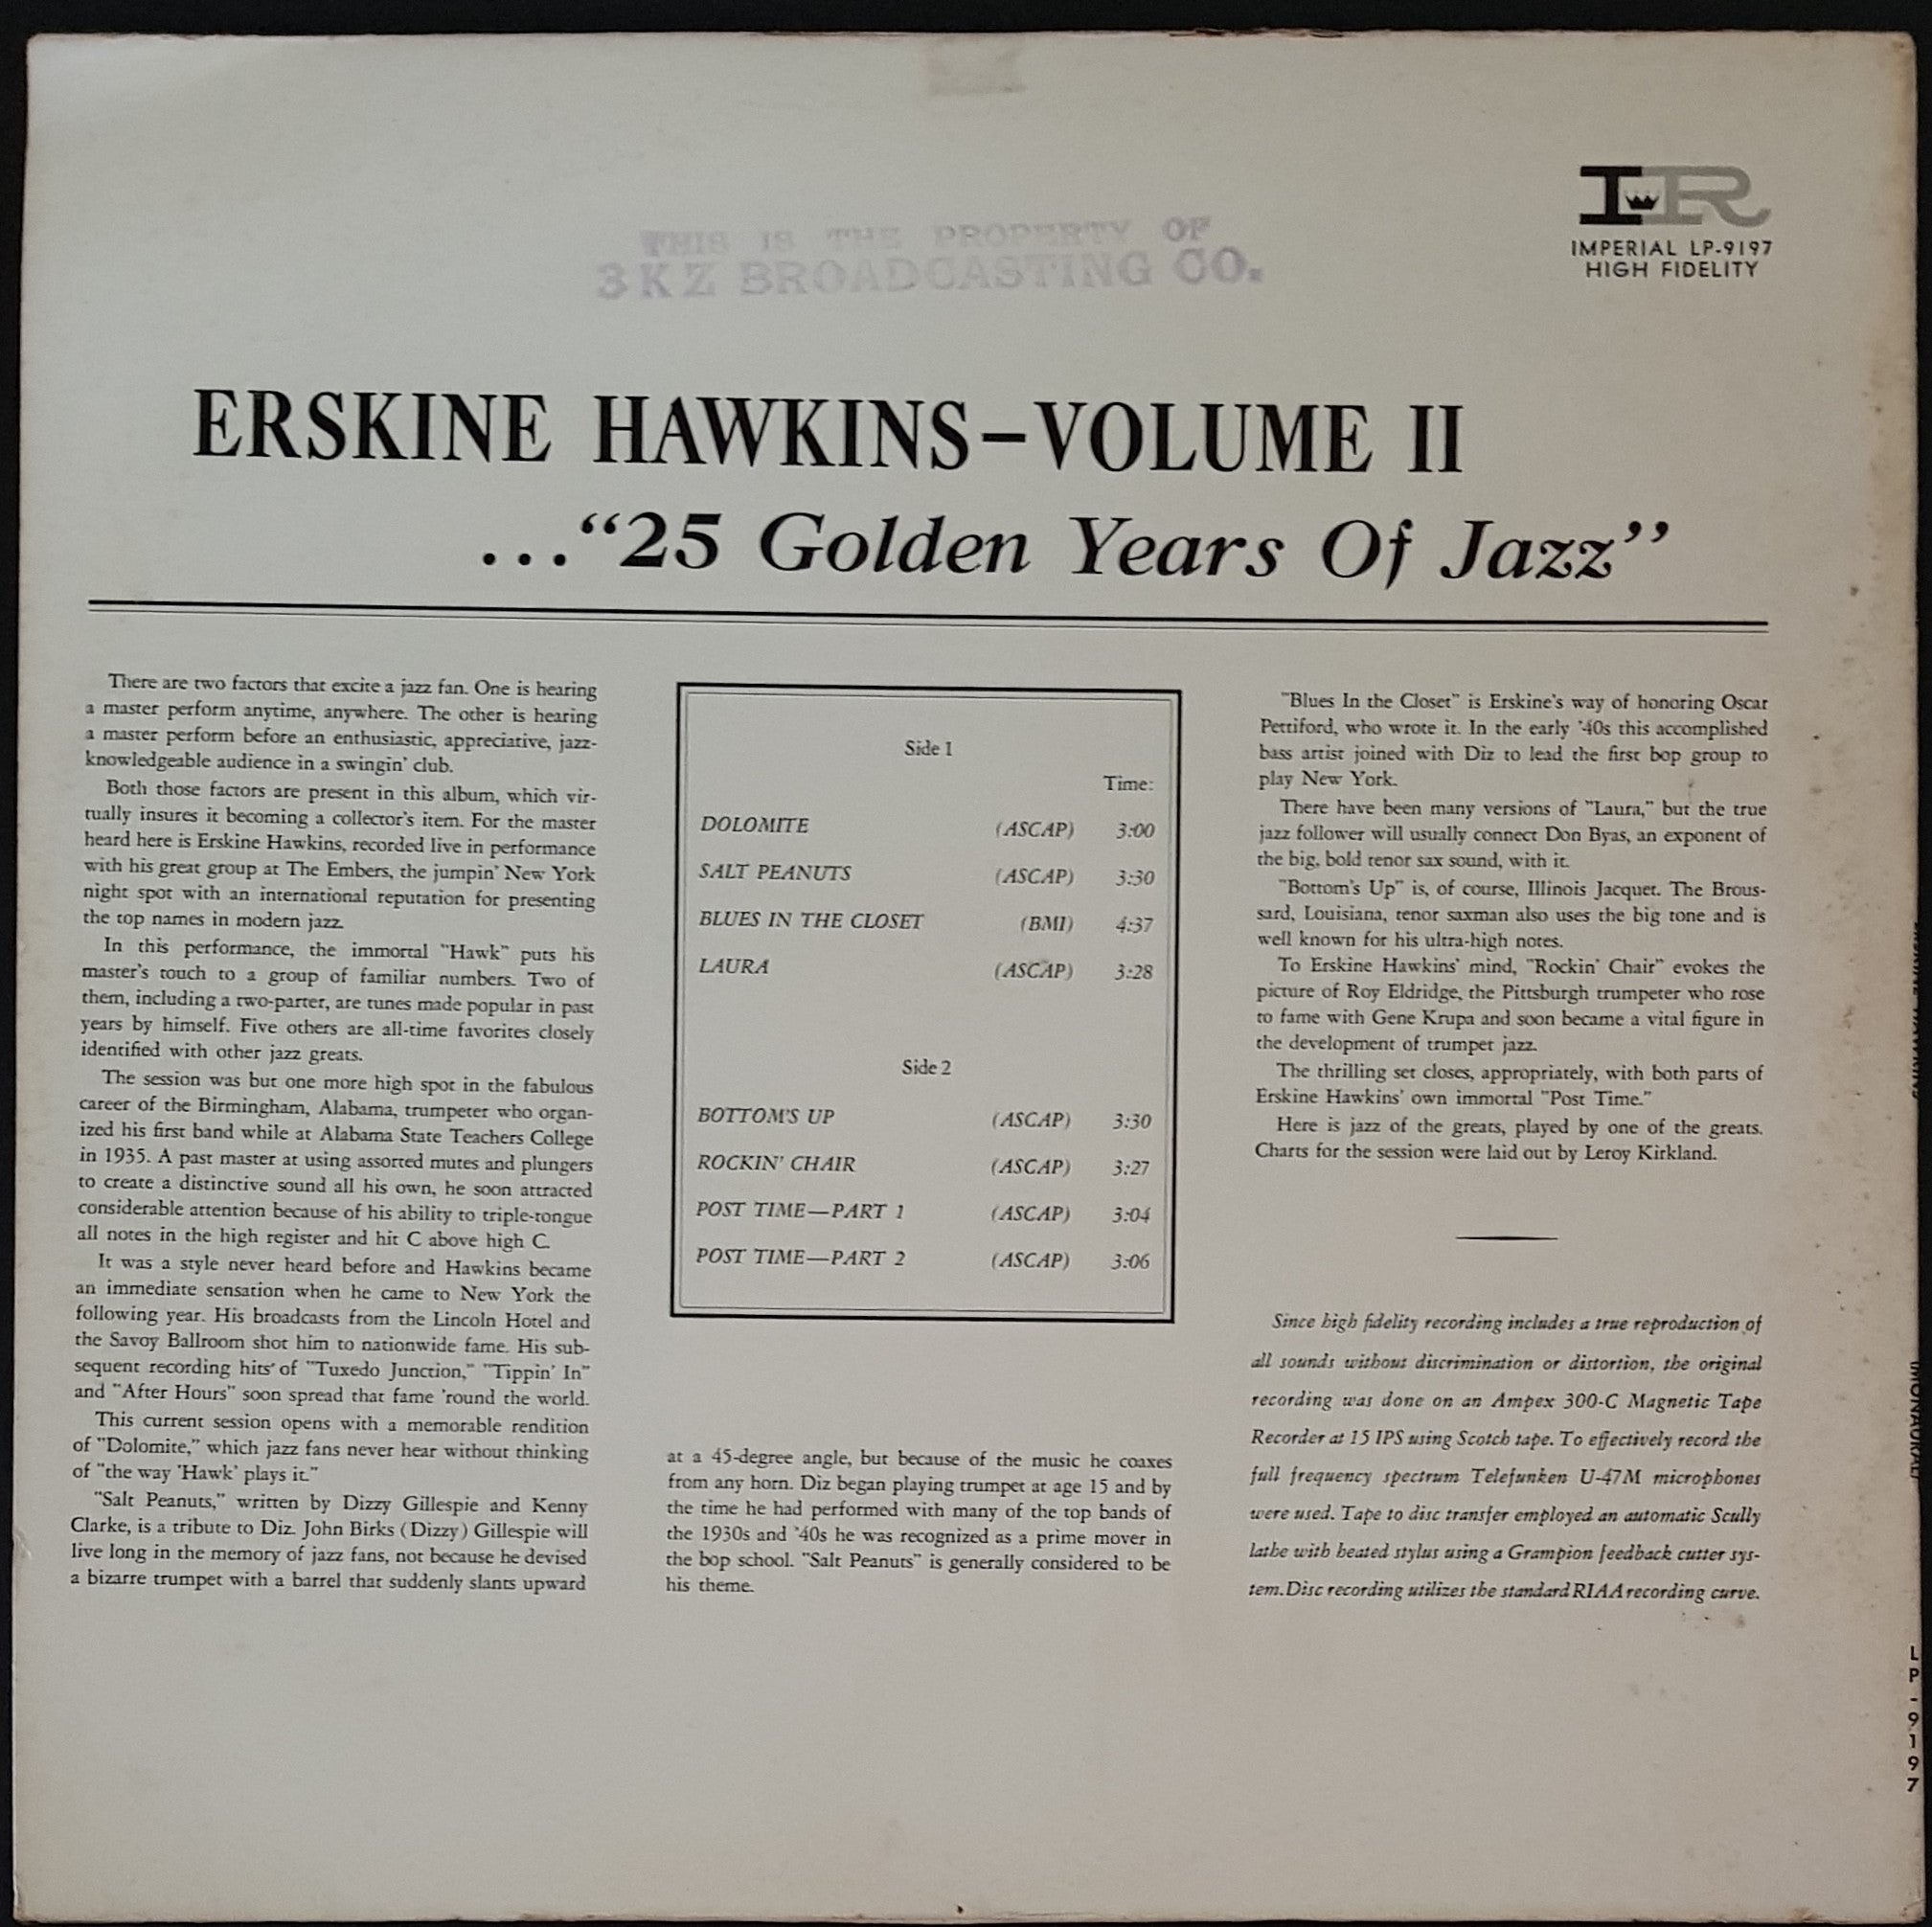 IR
IMPERIAL LP-9197
HIGH FIDELITY
THIS IS THE PROPERTY OF
3KZ BROADCASTING CO.
ERSKINE HAWKINS—VOLUME II
..."25 Golden Years Of Jazz"
There are two factors that excite a jazz fan. One is hearing
a master perform anytime, anywhere. The other is hearing
a master perform before an enthusiastic, appreciative, jazz-
knowledgeable audience in a swingin' club.
Both those factors are present in this album, which vir-
tually insures it becoming a collector's item. For the master
heard here is Erskine Hawkins, recorded live in performance
with his great group at The Embers, the jumpin' New York
night spot with an international reputation for presenting
the top names in modern jazz.
In this performance, the immortal "Hawk" puts his
master's touch to a group of familiar numbers. Two of
them, including a two-parter, are tunes made popular in past
years by himself. Five others are all-time favorites closely
identified with other jazz greats.
The session was but one more high spot in the fabulous
career of the Birmingham, Alabama, trumpeter who organ-
ized his first band while at Alabama State Teachers College
in 1935. A past master at using assorted mutes and plungers
to create a distinctive sound all his own, he soon attracted
considerable attention because of his ability to triple-tongue
all notes in the high register and hit C above high C.
It was a style never heard before and Hawkins became
an immediate sensation when he came to New York the
following year. His broadcasts from the Lincoln Hotel and
the Savoy Ballroom shot him to nationwide fame. His sub-
sequent recording hits of "Tuxedo Junction," "Tippin' In"
and "After Hours" soon spread that fame 'round the world.
This current session opens with a memorable rendition
of "Dolomite," which jazz fans never hear without thinking
of "the way 'Hawk' plays it."
"Salt Peanuts," written by Dizzy Gillespie and Kenny
Clarke, is a tribute to Diz. John Birks (Dizzy) Gillespie will
live long in the memory of jazz fans, not because he devised
a bizarre trumpet with a barrel that suddenly slants upward
Side 1
Time:
DOLOMITE (ASCAP) 3:00
SALT PEANUTS (ASCAP) 3:30
BLUES IN THE CLOSET (BMI) 4:37
LAURA (ASCAP) 3:28
Side 2
BOTTOM'S UP (ASCAP) 3:30
ROCKIN' CHAIR (ASCAP) 3:27
POST TIME—PART 1 (ASCAP) 3:04
POST TIME—PART 2 (ASCAP) 3:06
at a 45-degree angle, but because of the music he coaxes
from any horn. Diz began playing trumpet at age 15 and by
the time he had performed with many of the top bands of
the 1930s and '40s he was recognized as a prime mover in
the bop school. "Salt Peanuts" is generally considered to be
his theme.
"Blues In the Closet" is Erskine's way of honoring Oscar
Pettiford, who wrote it. In the early '40s this accomplished
bass artist joined with Diz to lead the first bop group to
play New York.
There have been many versions of "Laura," but the true
jazz follower will usually connect Don Byas, an exponent of
the big, bold tenor sax sound, with it.
"Bottom's Up" is, of course, Illinois Jacquet. The Brous-
sard, Louisiana, tenor saxman also uses the big tone and is
well known for his ultra-high notes.
To Erskine Hawkins' mind, "Rockin' Chair" evokes the
picture of Roy Eldridge, the Pittsburgh trumpeter who rose
to fame with Gene Krupa and soon became a vital figure in
the development of trumpet jazz.
The thrilling set closes, appropriately, with both parts of
Erskine Hawkins' own immortal "Post Time."
Here is jazz of the greats, played by one of the greats.
Charts for the session were laid out by Leroy Kirkland.
Since high fidelity recording includes a true reproduction of
all sounds without discrimination or distortion, the original
recording was done on an Ampex 300-C Magnetic Tape
Recorder at 15 IPS using Scotch tape. To effectively record the
full frequency spectrum Telefunken U-47M microphones
were used. Tape to disc transfer employed an automatic Scully
lathe with heated stylus using a Grampion feedback cutter sys-
tem. Disc recording utilizes the standard RIAA recording curve.
LP-9197